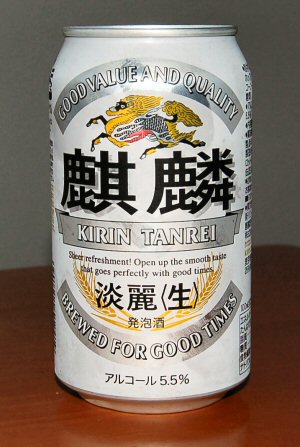 GOOD VALUE AND QUALITY
麒麟
KIRIN TANREI
Sheer refreshment! Open up the smooth taste
that goes perfectly with good times.
淡麗〈生〉
発泡酒
BREWED FOR GOOD TIMES
アルコール 5.5%